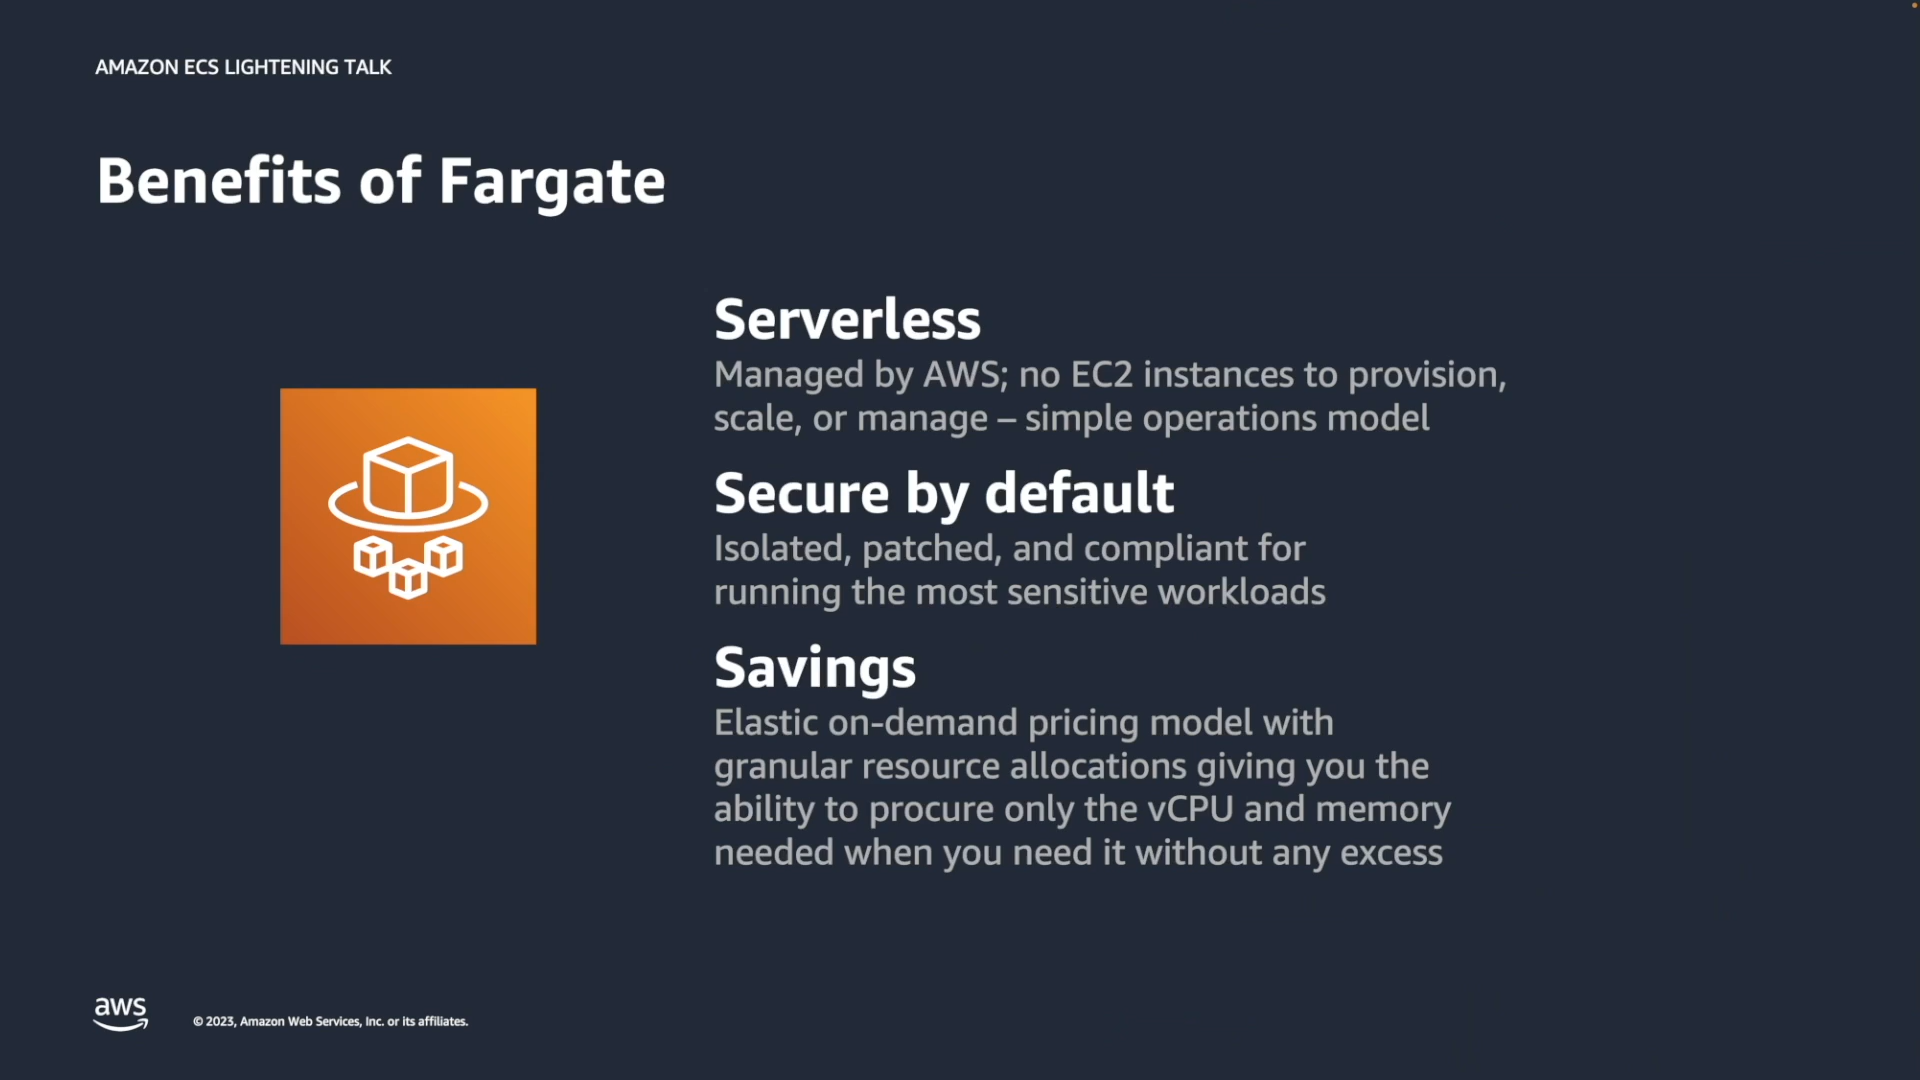 AMAZON ECS LIGHTENING TALK
Benefits of Fargate
Serverless
Managed by AWS; no EC2 instances to provision,
scale, or manage – simple operations model
Secure by default
Isolated, patched, and compliant for
running the most sensitive workloads
Savings
Elastic on-demand pricing model with
granular resource allocations giving you the
ability to procure only the vCPU and memory
needed when you need it without any excess
aws
© 2023, Amazon Web Services, Inc. or its affiliates.